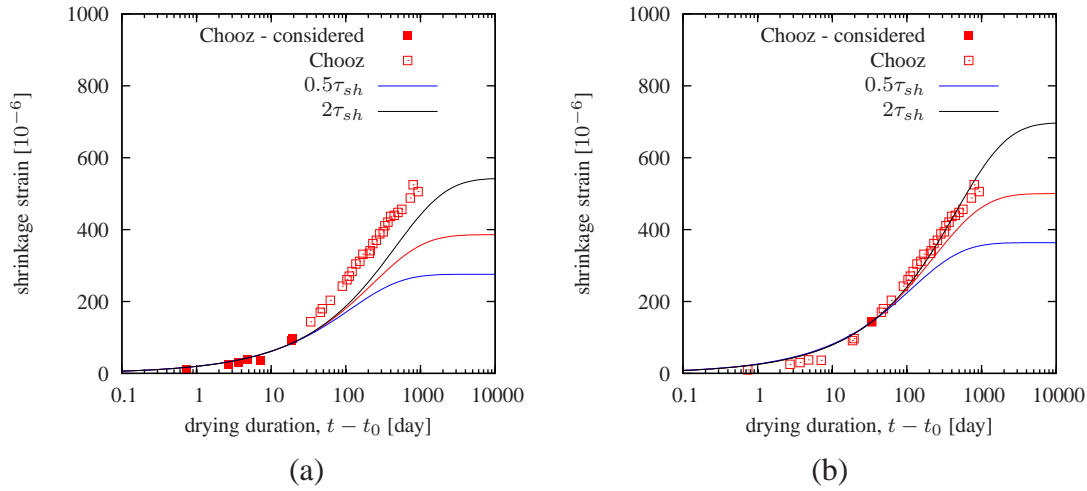 1000
800
600
400
200
0
shrinkage strain [10⁻⁶]
Chooz - considered
Chooz
0.5τ_sh
2τ_sh
0.1 1 10 100 1000 10000
drying duration, t − t₀ [day]
(a)
1000
800
600
400
200
0
shrinkage strain [10⁻⁶]
Chooz - considered
Chooz
0.5τ_sh
2τ_sh
0.1 1 10 100 1000 10000
drying duration, t − t₀ [day]
(b)